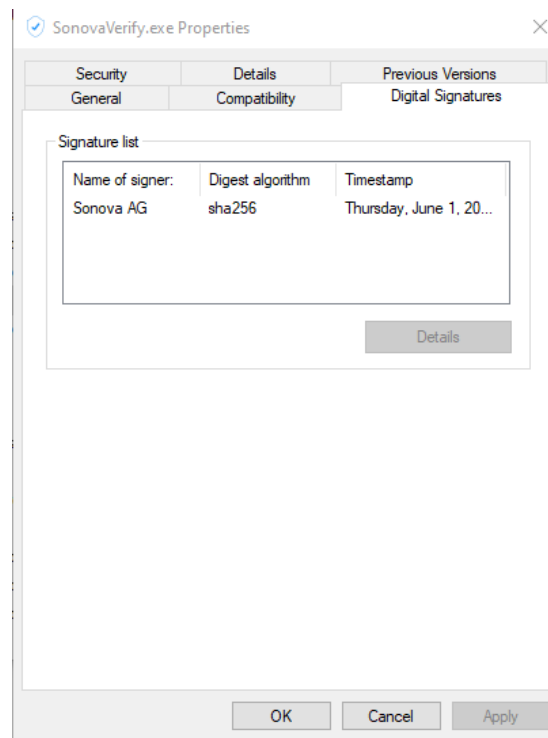 SonovaVerify.exe Properties
Security Details Previous Versions
General Compatibility Digital Signatures
Signature list
Name of signer: Digest algorithm Timestamp
Sonova AG sha256 Thursday, June 1, 20...
Details
OK Cancel Apply